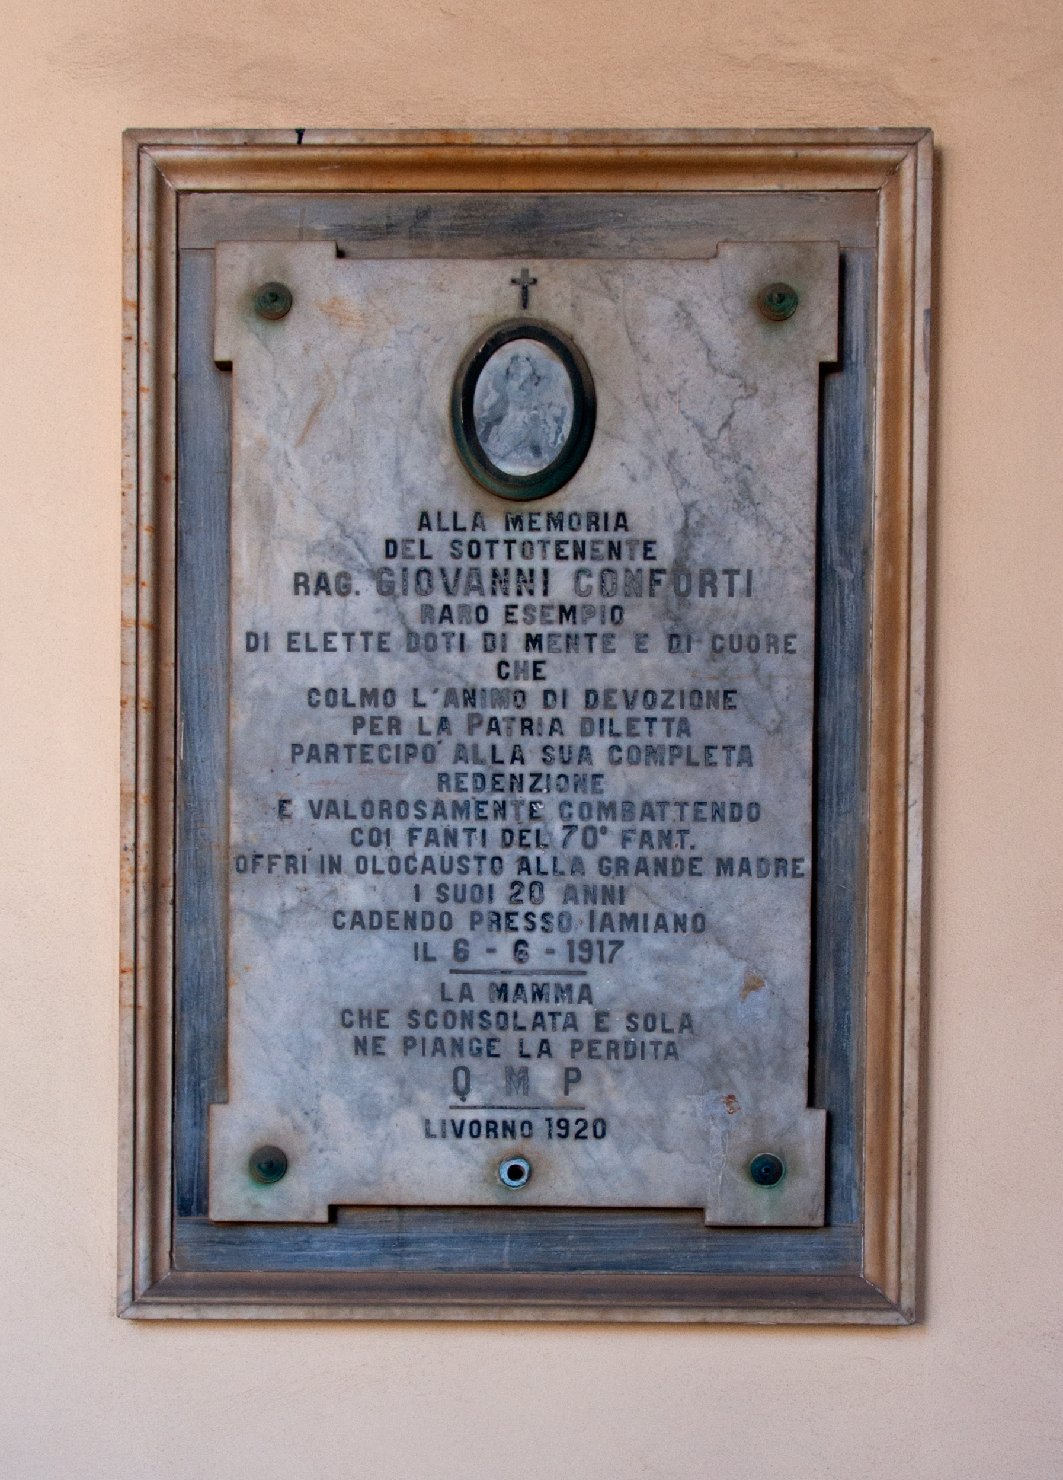 ALLA MEMORIA
DEL SOTTOTENENTE
RAG. GIOVANNI CONFORTI
RARO ESEMPIO
DI ELETTE DOTI DI MENTE E DI CUORE
CHE
COLMO L'ANIMO DI DEVOZIONE
PER LA PATRIA DILETTA
PARTECIPO' ALLA SUA COMPLETA
REDENZIONE
E VALOROSAMENTE COMBATTENDO
COI FANTI DEL 70° FANT.
OFFRI IN OLOCAUSTO ALLA GRANDE MADRE
I SUOI 20 ANNI
CADENDO PRESSO IAMIANO
IL 6 - 6 - 1917
LA MAMMA
CHE SCONSOLATA E SOLA
NE PIANGE LA PERDITA
Q M P
LIVORNO 1920